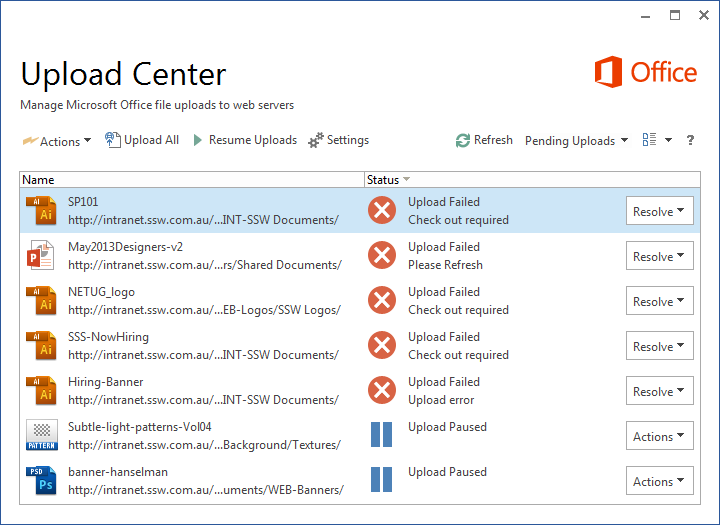 Upload Center
Office
Manage Microsoft Office file uploads to web servers
Actions Upload All Resume Uploads Settings Refresh Pending Uploads ?
Name Status
SP101 Upload Failed
http://intranet.ssw.com.au/...INT-SSW Documents/ Check out required
Resolve
May2013Designers-v2 Upload Failed
http://intranet.ssw.com.au/...rs/Shared Documents/ Please Refresh
Resolve
NETUG_logo Upload Failed
http://intranet.ssw.com.au/...EB-Logos/SSW Logos/ Check out required
Resolve
SSS-NowHiring Upload Failed
http://intranet.ssw.com.au/...INT-SSW Documents/ Check out required
Resolve
Hiring-Banner Upload Failed
http://intranet.ssw.com.au/...INT-SSW Documents/ Upload error
Resolve
Subtle-light-patterns-Vol04 Upload Paused
PATTERN http://intranet.ssw.com.au/...Background/Textures/
Actions
banner-hanselman Upload Paused
http://intranet.ssw.com.au/...uments/WEB-Banners/
Actions
AI
Ai
P
AI
Ai
AI
Ai
AI
Ai
PSD
Ps